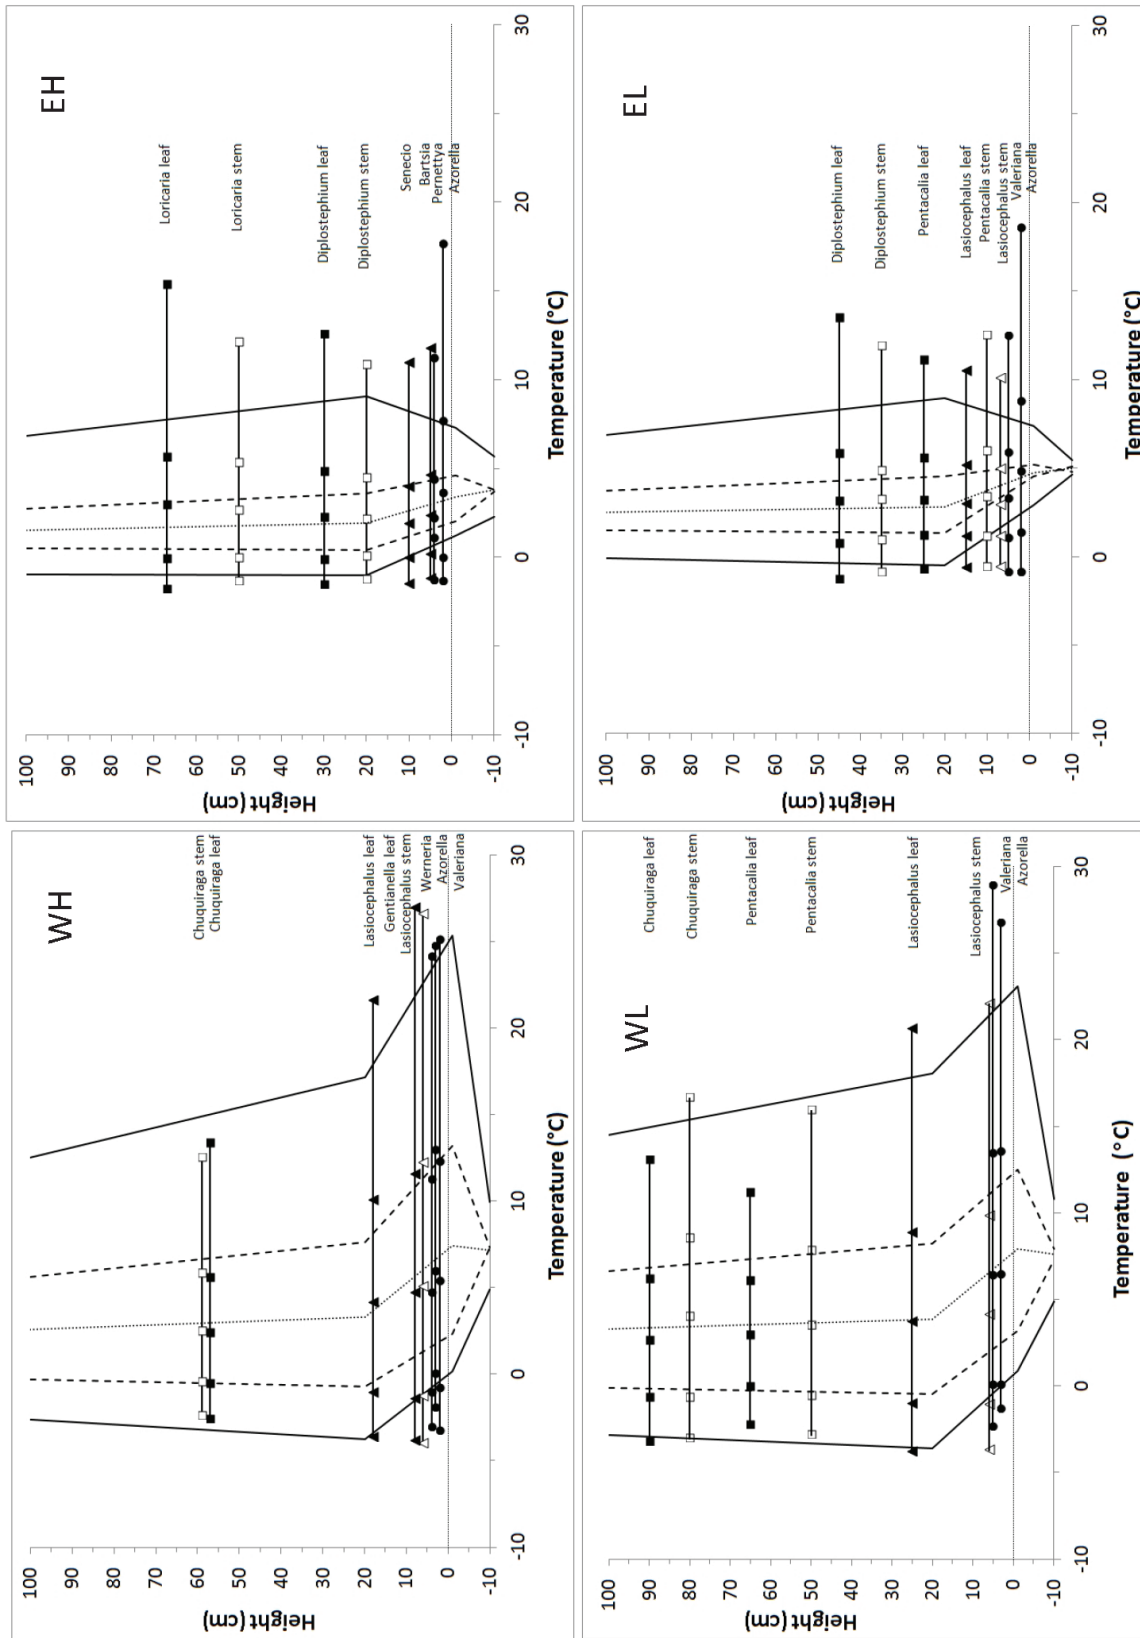 WH
Chuquiraga stem
Chuquiraga leaf
Lasiocephalus leaf
Gentianella leaf
Lasiocephalus stem
Werneria
Azorella
Valeriana
100
90
80
70
60
50
40
30
20
10
0
-10
Height (cm)
-10
0
10
20
30
Temperature (°C)
EH
Loricaria leaf
Loricaria stem
Diplostephium leaf
Diplostephium stem
Senecio
Bartsia
Pernettya
Azorella
100
90
80
70
60
50
40
30
20
10
0
-10
Height (cm)
-10
0
10
20
30
Temperature (°C)
WL
Chuquiraga leaf
Chuquiraga stem
Pentacalia leaf
Pentacalia stem
Lasiocephalus leaf
Lasiocephalus stem
Valeriana
Azorella
100
90
80
70
60
50
40
30
20
10
0
-10
Height (cm)
-10
0
10
20
30
Temperature (°C)
EL
Diplostephium leaf
Diplostephium stem
Pentacalia leaf
Lasiocephalus leaf
Pentacalia stem
Lasiocephalus stem
Valeriana
Azorella
100
90
80
70
60
50
40
30
20
10
0
-10
Height (cm)
-10
0
10
20
30
Temperature (°C)